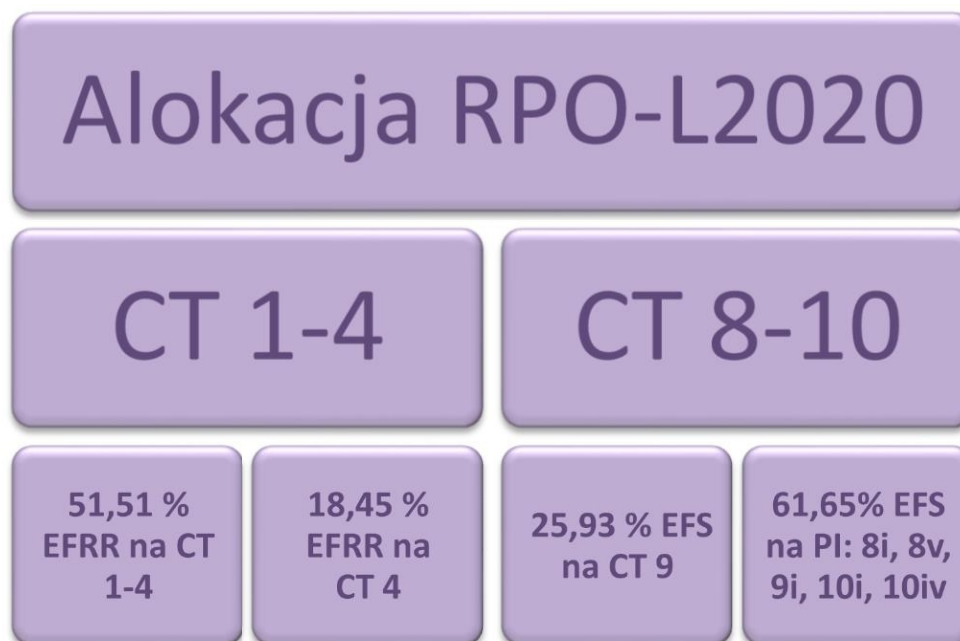 Alokacja RPO-L2020
CT 1-4
CT 8-10
51,51 %
EFRR na CT
1-4
18,45 %
EFRR na
CT 4
25,93 % EFS
na CT 9
61,65% EFS
na PI: 8i, 8v,
9i, 10i, 10iv